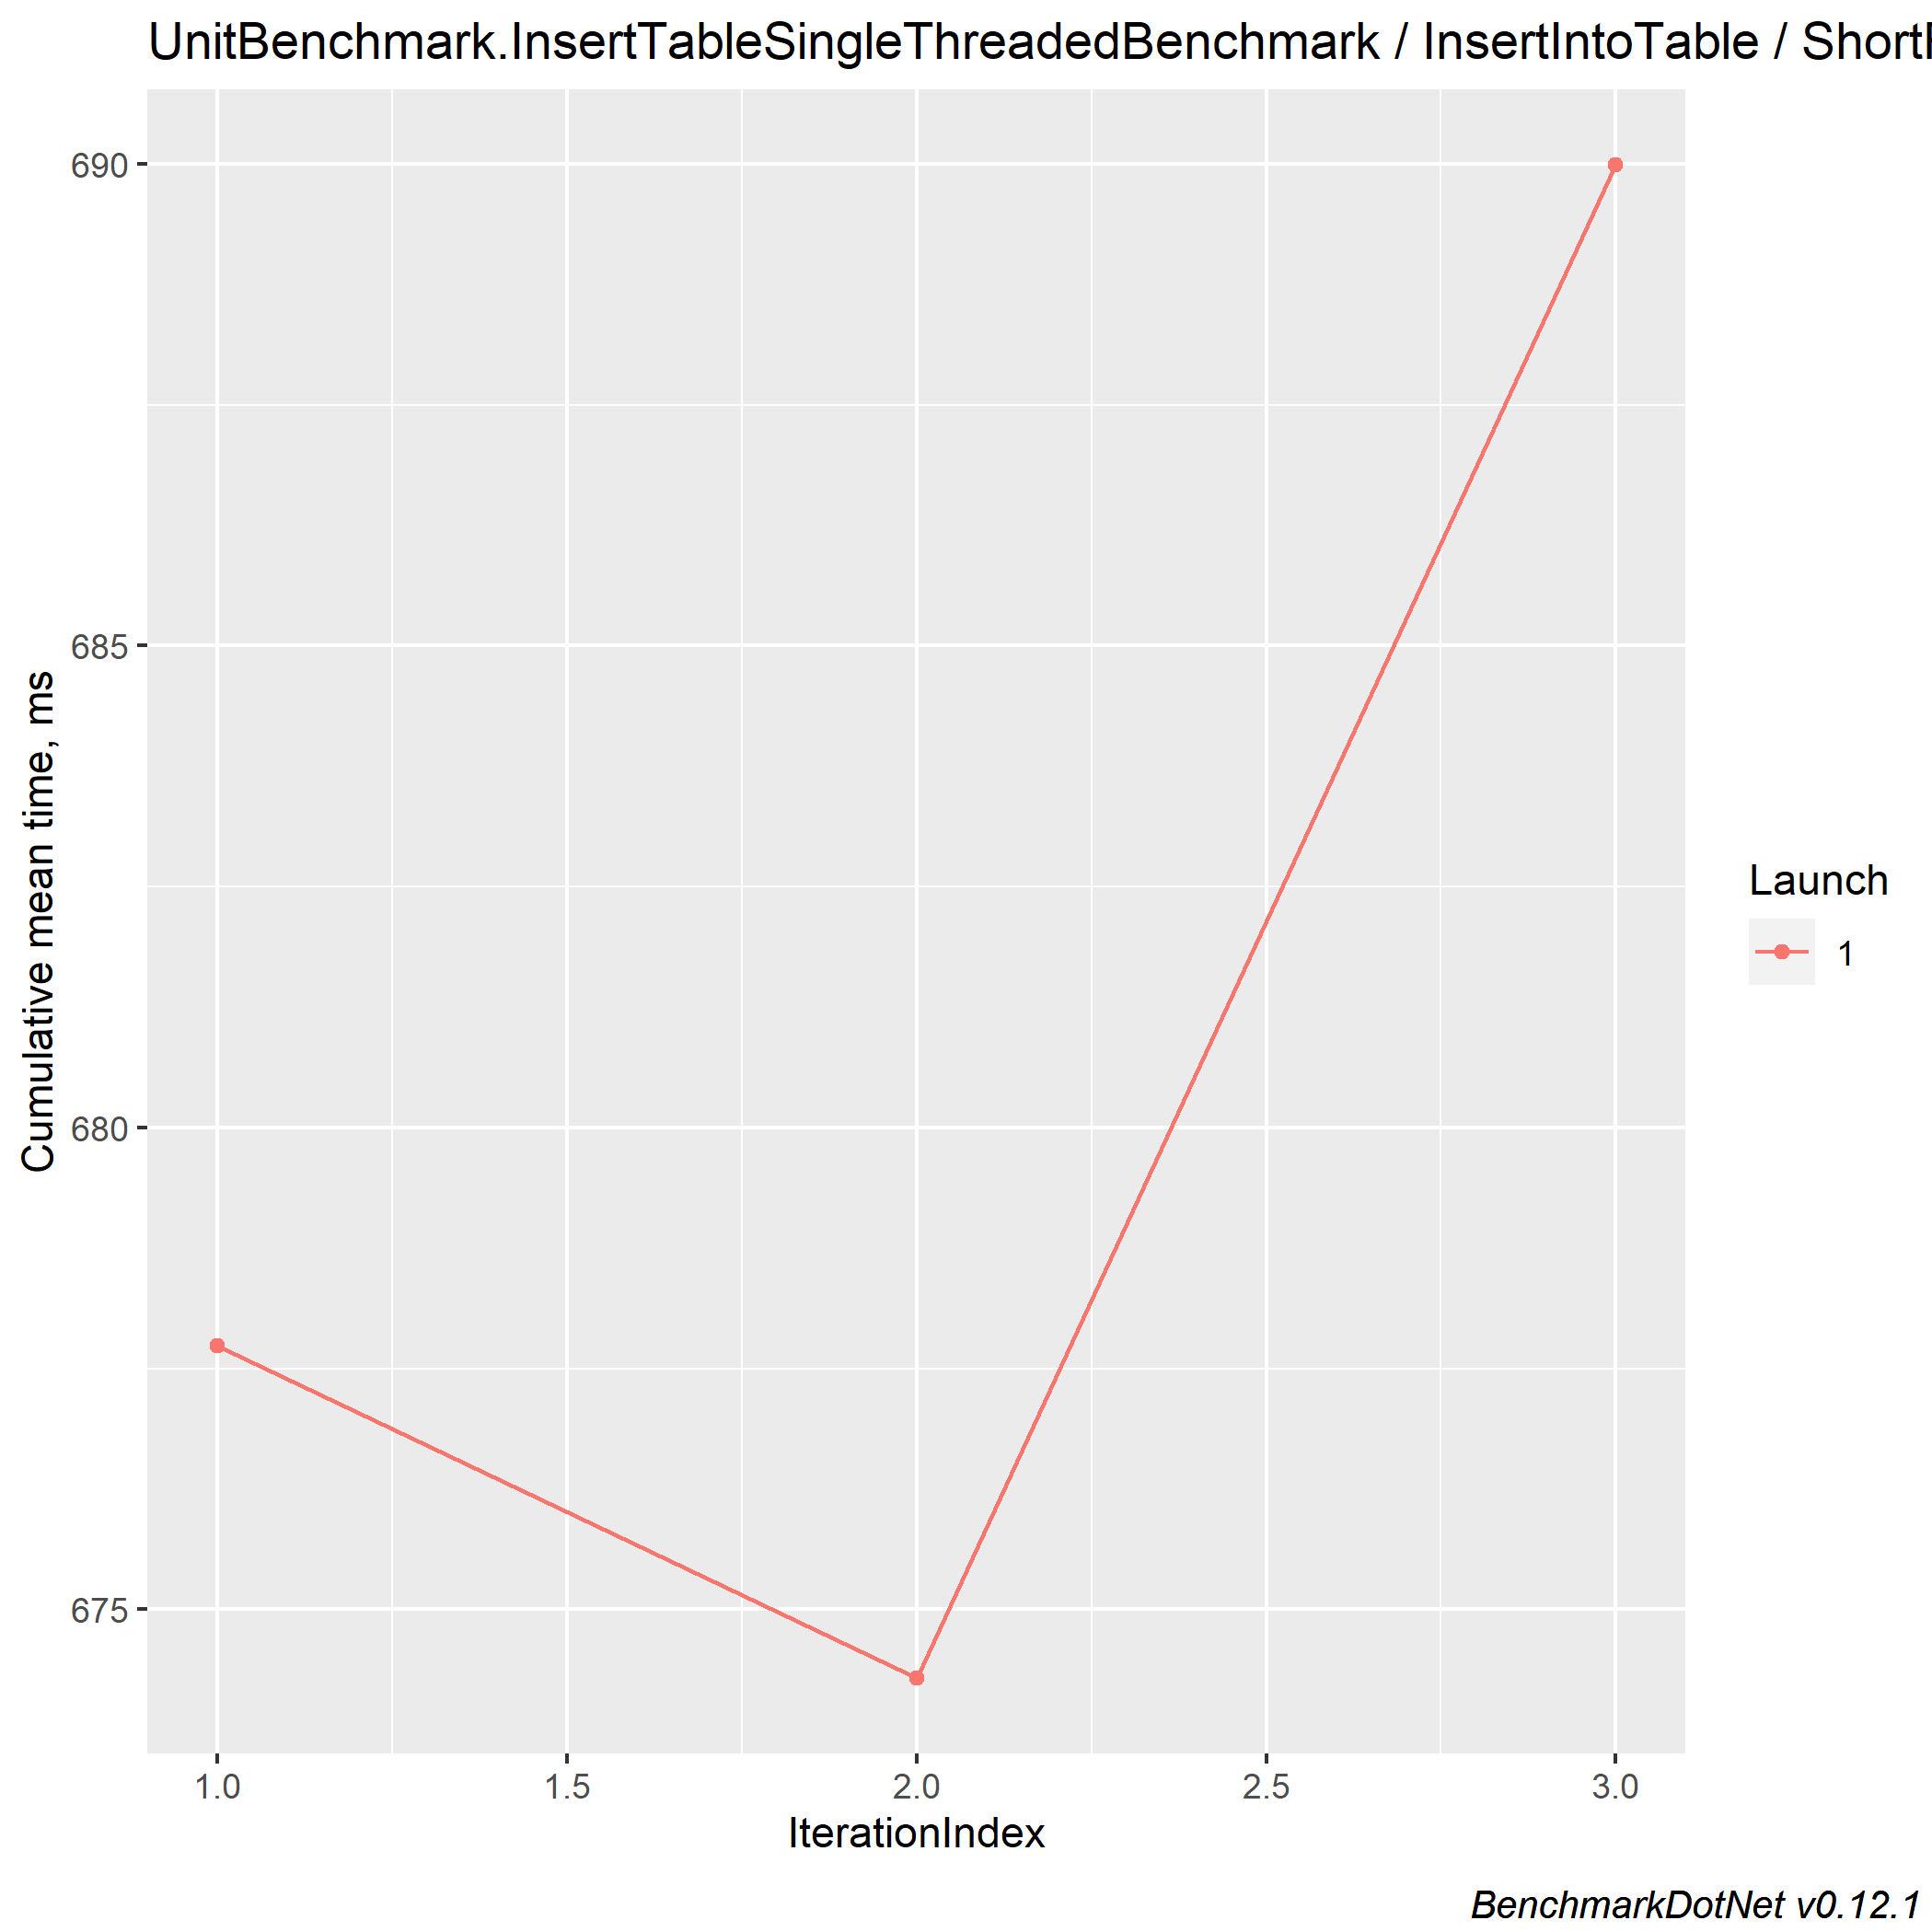 UnitBenchmark.InsertTableSingleThreadedBenchmark / InsertIntoTable /
690
685
680
675
Cumulative mean time, ms
1.0 1.5 2.0 2.5 3.0
IterationIndex
Launch
1
BenchmarkDotNet v0.12.1